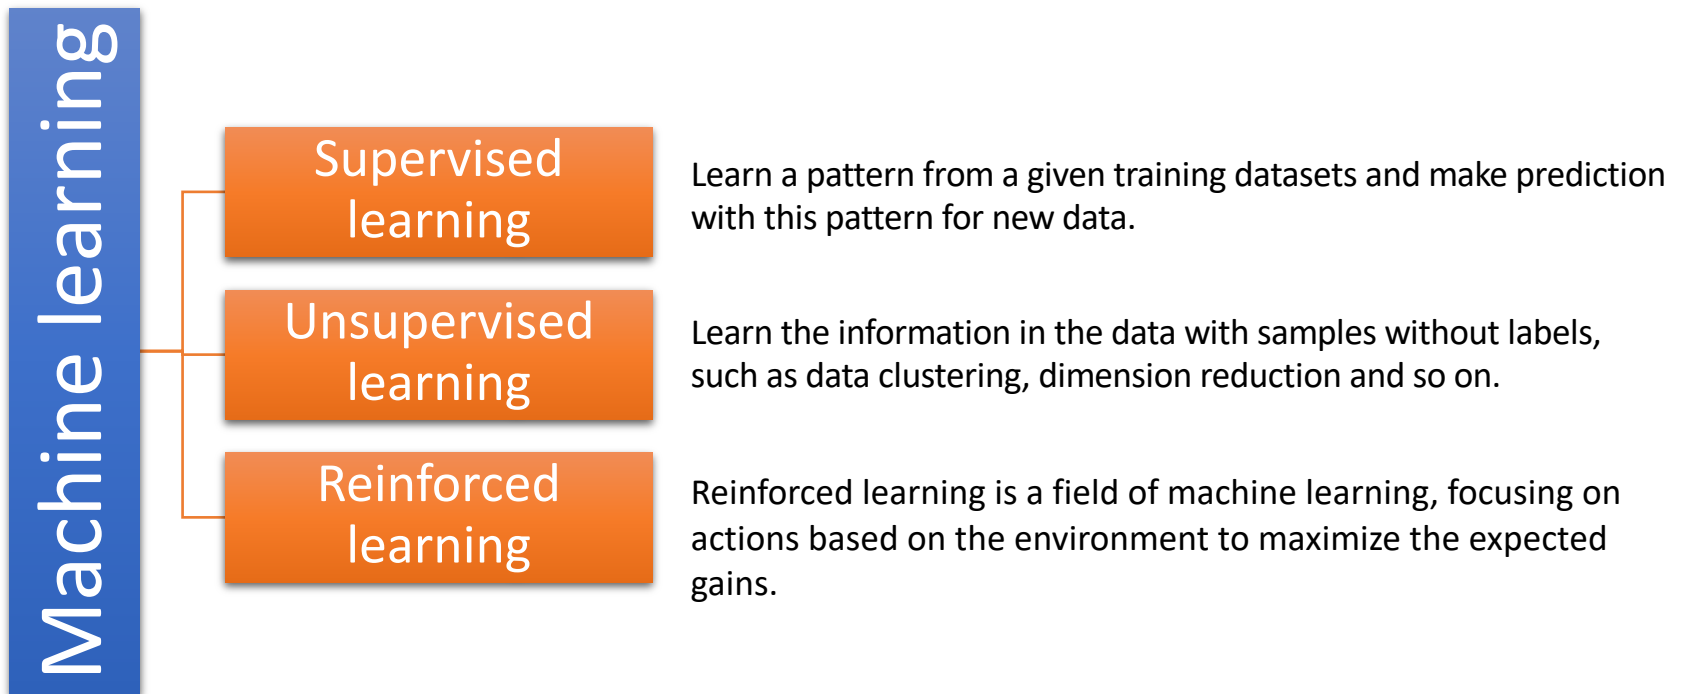 Machine learning
Supervised
learning
Learn a pattern from a given training datasets and make prediction
with this pattern for new data.
Unsupervised
learning
Learn the information in the data with samples without labels,
such as data clustering, dimension reduction and so on.
Reinforced
learning
Reinforced learning is a field of machine learning, focusing on
actions based on the environment to maximize the expected
gains.